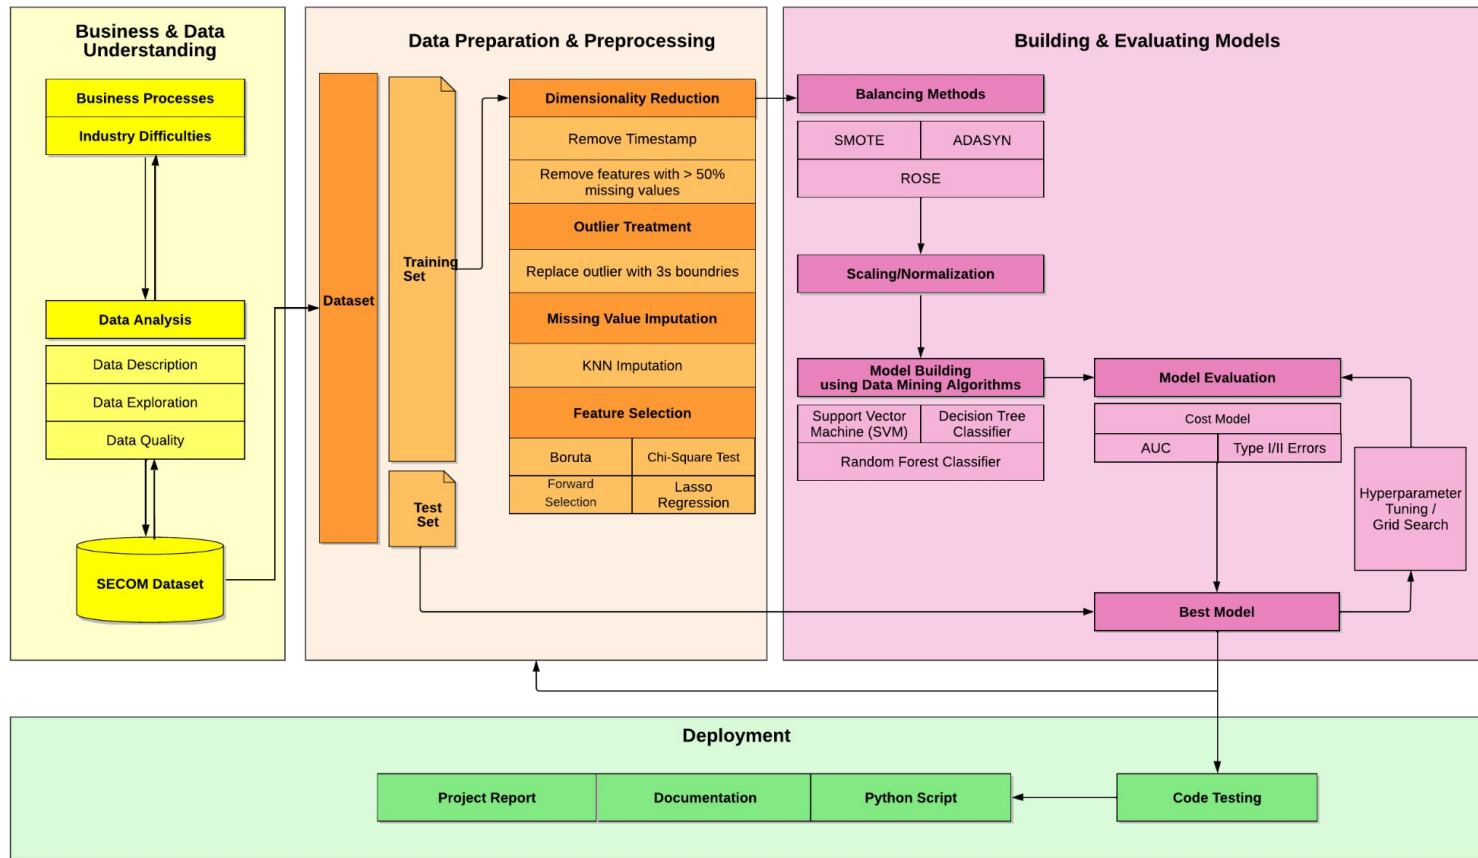 Business & Data
Understanding
Business Processes
Industry Difficulties
Data Analysis
Data Description
Data Exploration
Data Quality
SECOM Dataset
Data Preparation & Preprocessing
Dataset
Training
Set
Test
Set
Dimensionality Reduction
Remove Timestamp
Remove features with > 50%
missing values
Outlier Treatment
Replace outlier with 3s boundries
Missing Value Imputation
KNN Imputation
Feature Selection
Boruta
Chi-Square Test
Forward
Selection
Lasso
Regression
Building & Evaluating Models
Balancing Methods
SMOTE
ADASYN
ROSE
Scaling/Normalization
Model Building
using Data Mining Algorithms
Support Vector
Machine (SVM)
Decision Tree
Classifier
Random Forest Classifier
Model Evaluation
Cost Model
AUC
Type I/II Errors
Hyperparameter
Tuning /
Grid Search
Best Model
Deployment
Project Report
Documentation
Python Script
Code Testing